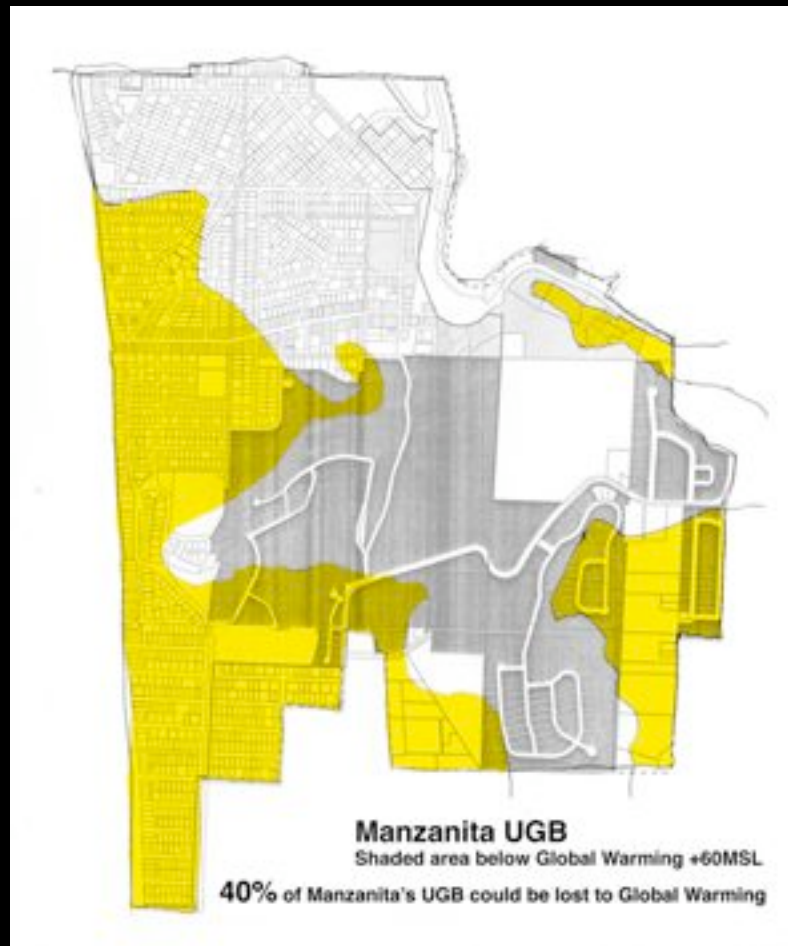 Manzanita UGB
Shaded area below Global Warming +60MSL
40% of Manzanita's UGB could be lost to Global Warming